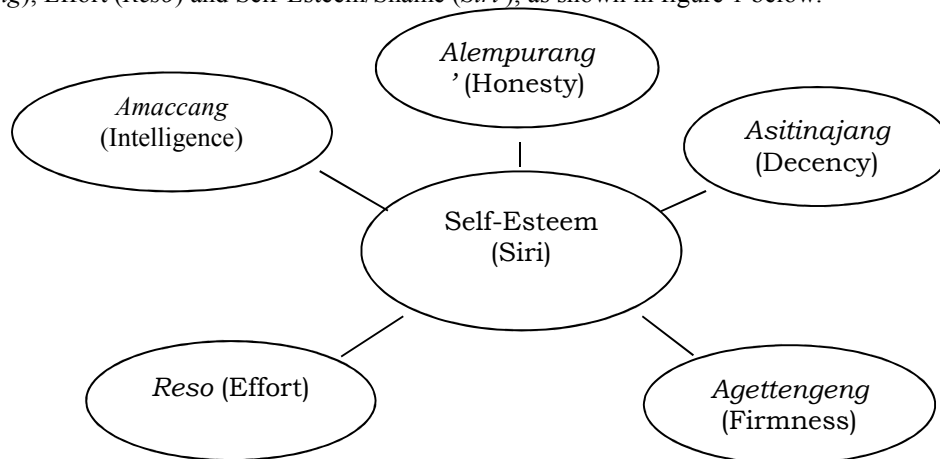 g), Effort (Reso) and Self-Esteem/Shame (Siri'), as shown in figure 1 below.
Alempurang
' (Honesty)
Amaccang
(Intelligence)
Asitinajang
(Decency)
Self-Esteem
(Siri)
Reso (Effort)
Agettengeng
(Firmness)